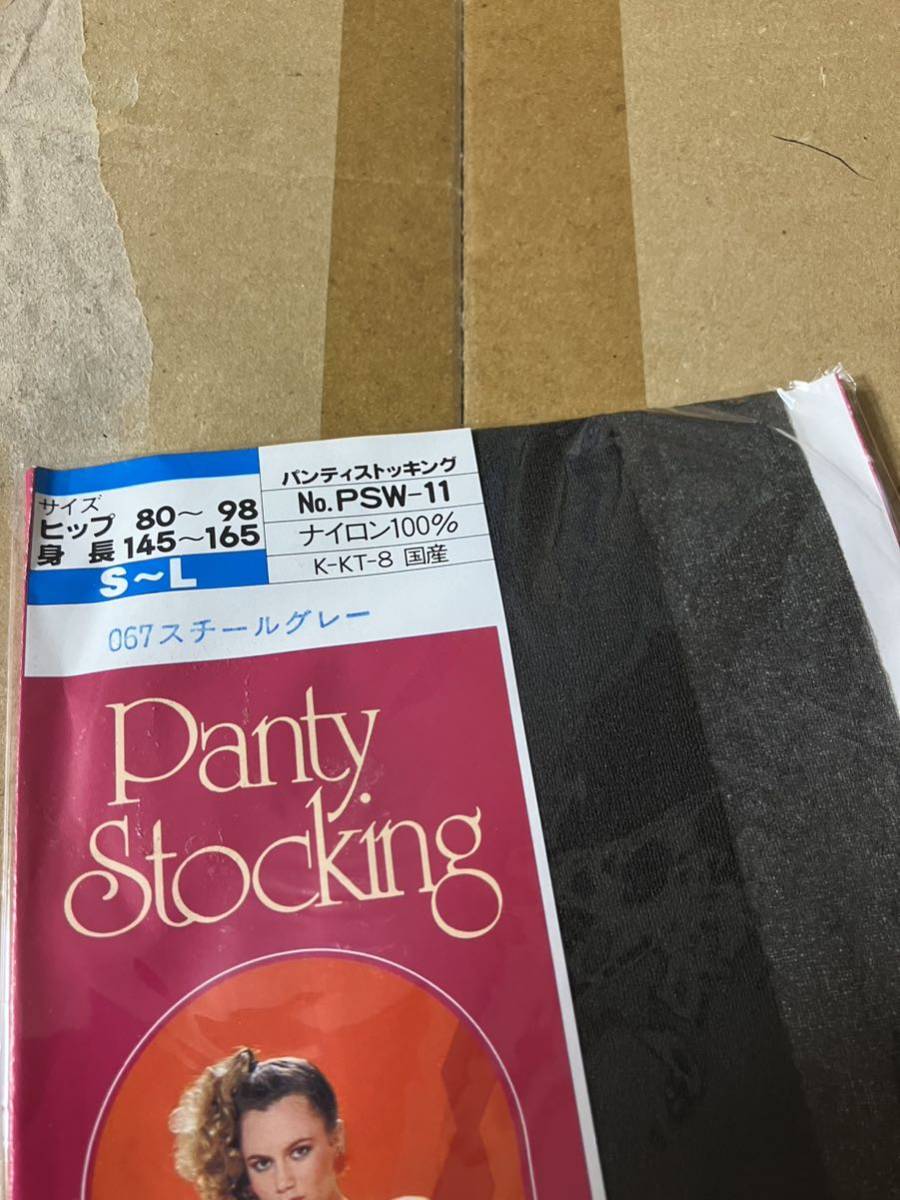 サイズ
ヒップ 80〜98
身長 145〜165
S〜L
パンティストッキング
No.PSW-11
ナイロン100%
K-KT-8 国産
067スチールグレー
Panty
Stocking